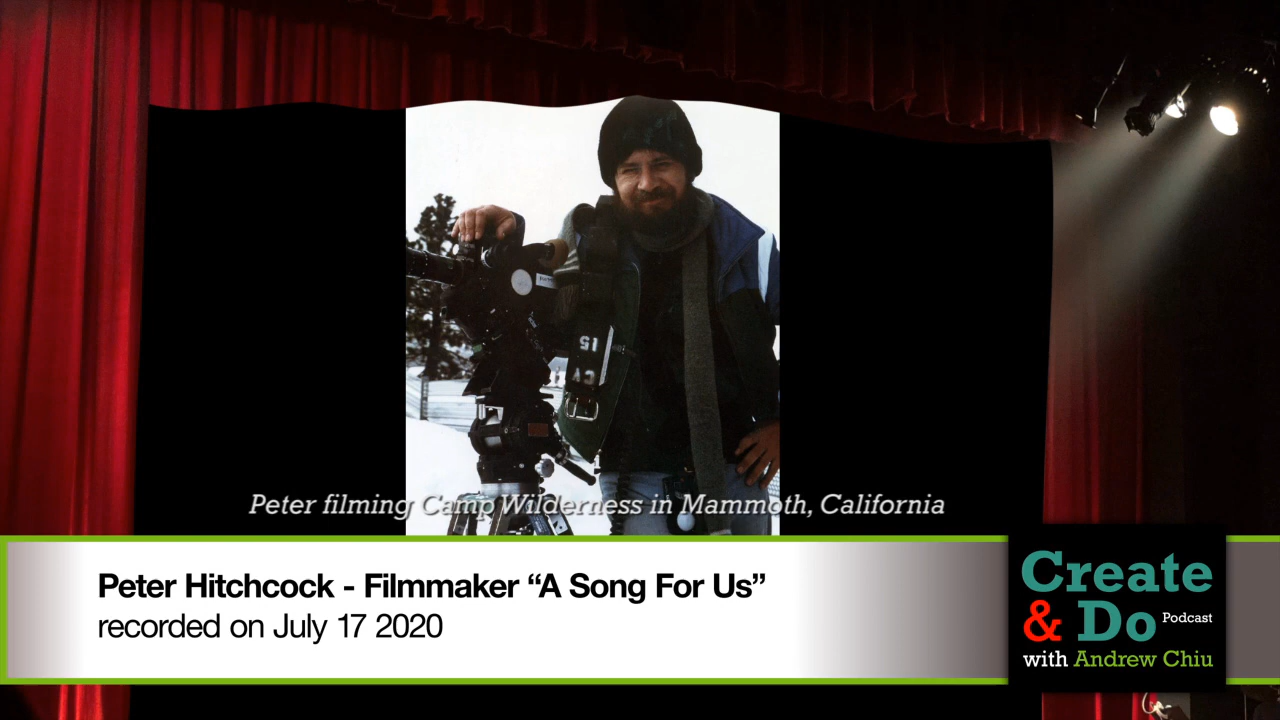 Peter filming Camp Wilderness in Mammoth, California
Peter Hitchcock - Filmmaker “A Song For Us”
recorded on July 17 2020
Create
& Do Podcast
with Andrew Chiu